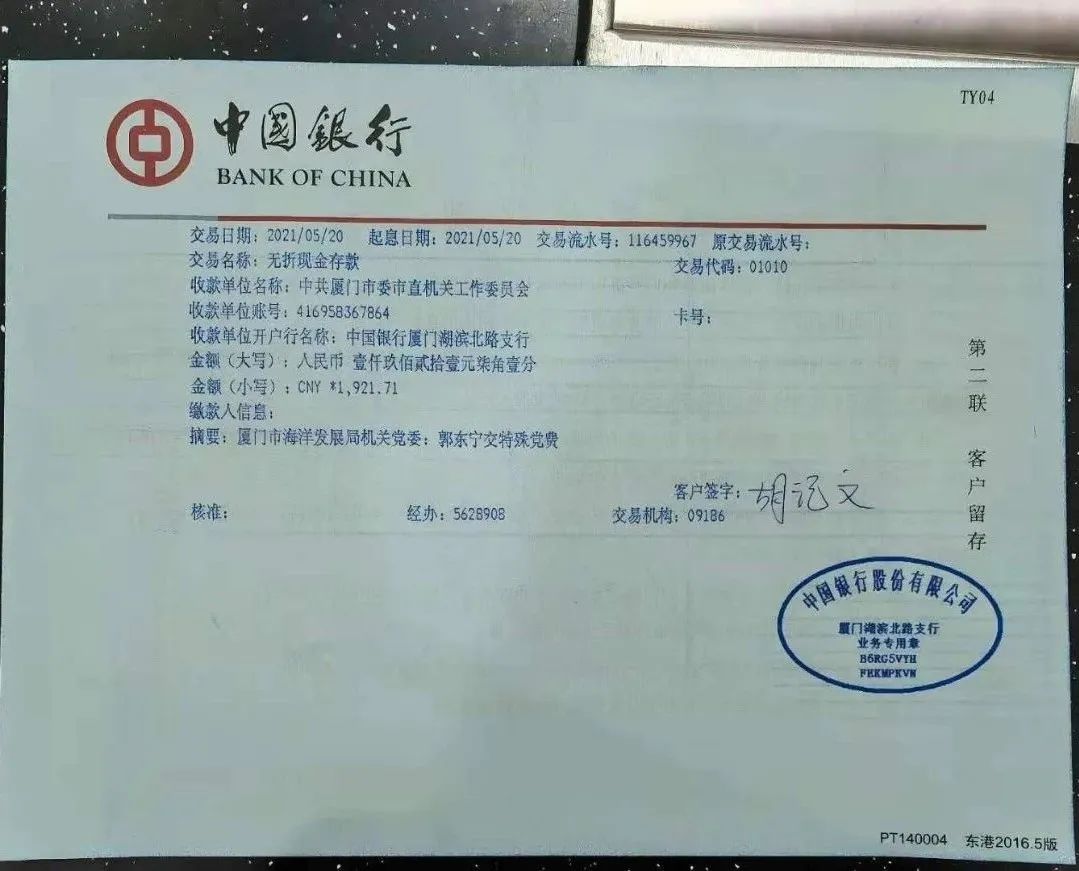 TY04
中国银行
BANK OF CHINA
交易日期：2021/05/20 起息日期：2021/05/20 交易流水号：116459967 原交易流水号：
交易名称：无折现金存款 交易代码：01010
收款单位名称：中共厦门市委市直机关工作委员会
收款单位账号：416958367864 卡号：
收款单位开户行名称：中国银行厦门湖滨北路支行
金额（大写）：人民币 壹仟玖佰贰拾壹元柒角壹分
金额（小写）：CNY *1,921.71
缴款人信息：
摘要：厦门市海洋发展局机关党委：郭东宁交特殊党费
客户签字：胡 文
核准： 经办：5628908 交易机构：09186
第二联 客户留存
中国银行股份有限公司
厦门湖滨北路支行
业务专用章
B6RG5VYH
FHKMPKVW
PT140004 东港2016.5版